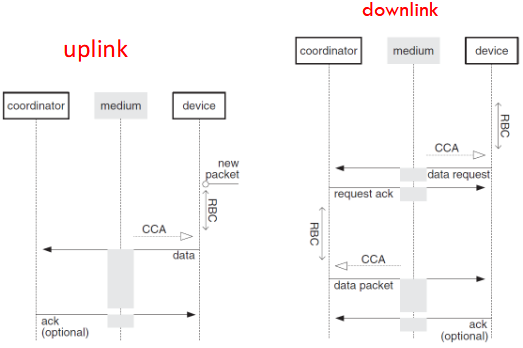 uplink
coordinator
medium
device
new
packet
RBC
CCA
data
ack
(optional)
downlink
coordinator
medium
device
RBC
CCA
data request
request ack
RBC
CCA
data packet
ack
(optional)